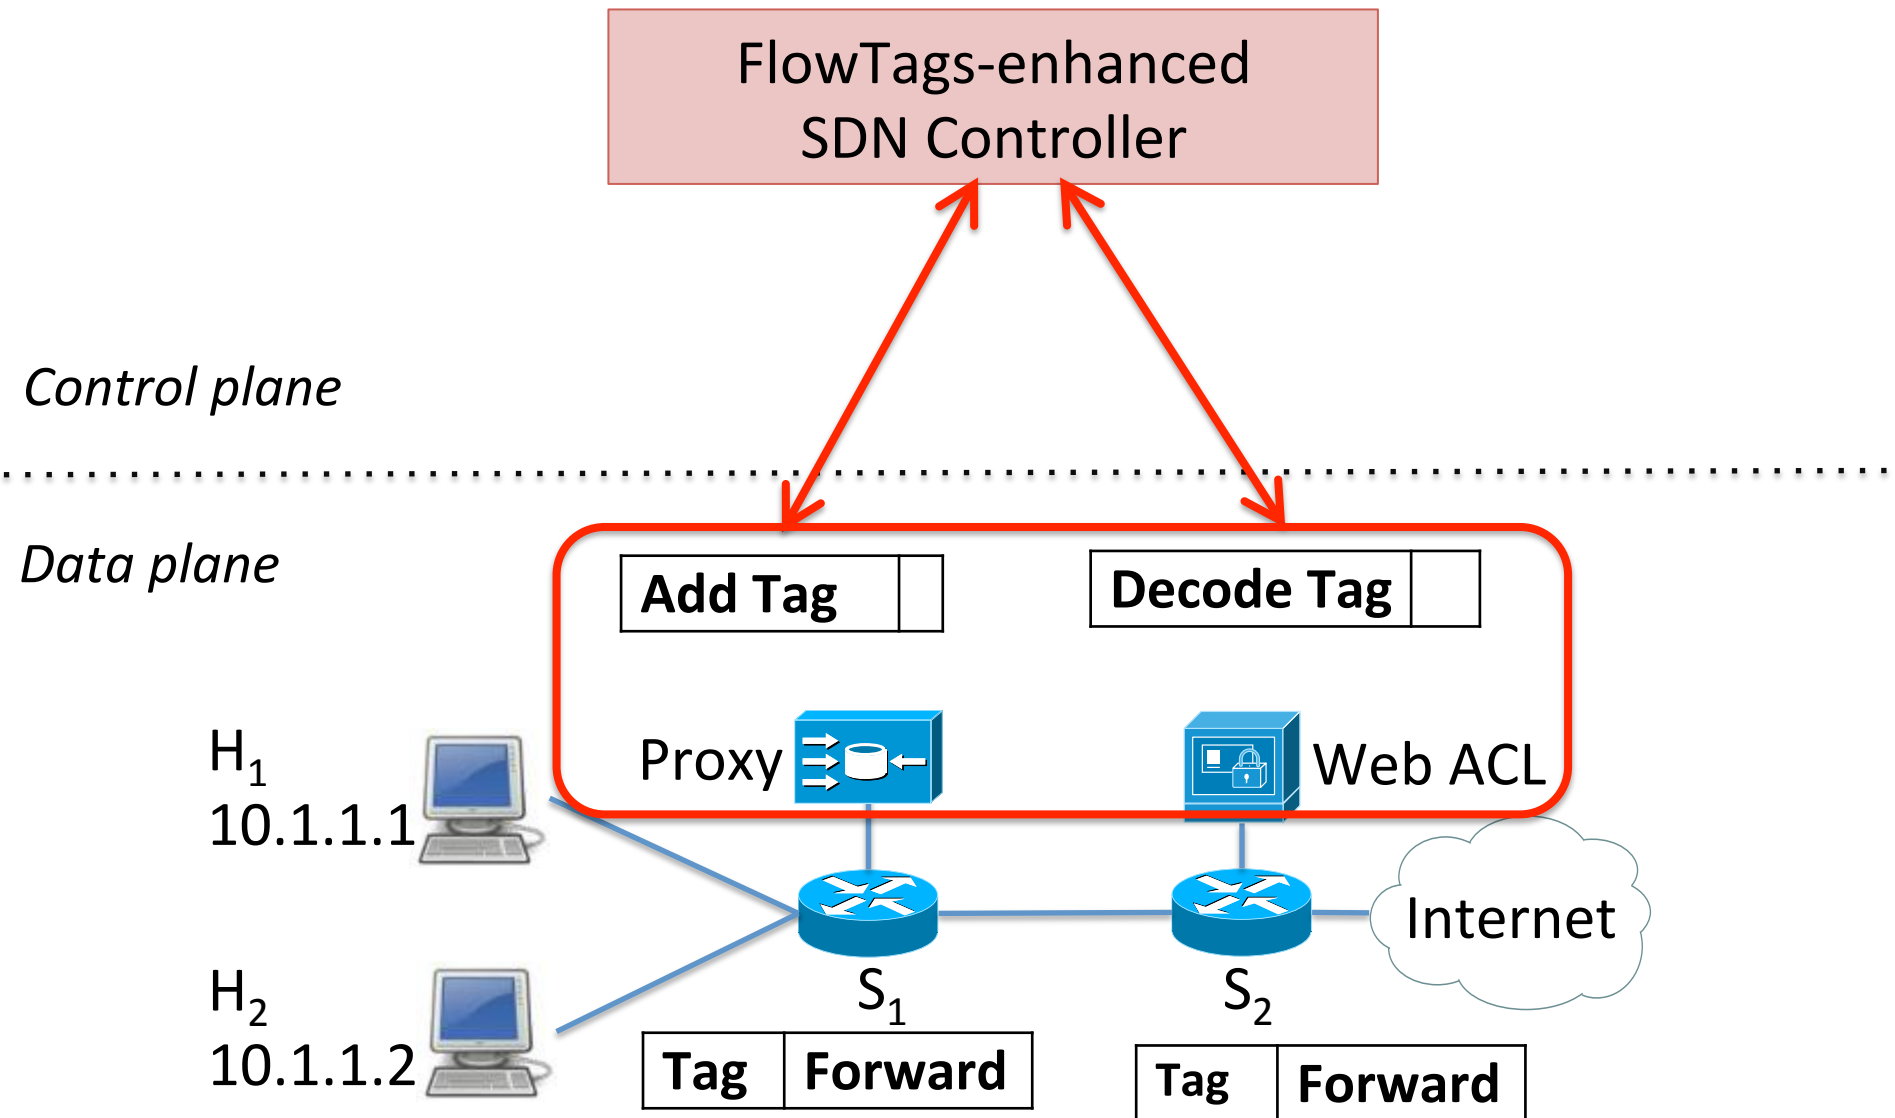 FlowTags-enhanced
SDN Controller
Control plane
Data plane
Add Tag
Decode Tag
Proxy
Web ACL
H1
10.1.1.1
Internet
S1
S2
H2
10.1.1.2
Tag Forward
Tag Forward